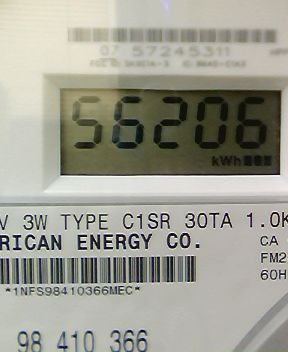 07 57245311
56206
kWh
V 3W TYPE C1SR 30TA 1.0K
RICAN ENERGY CO. CA
FM2
60H
*1NFS98410366MEC*
98 410 366